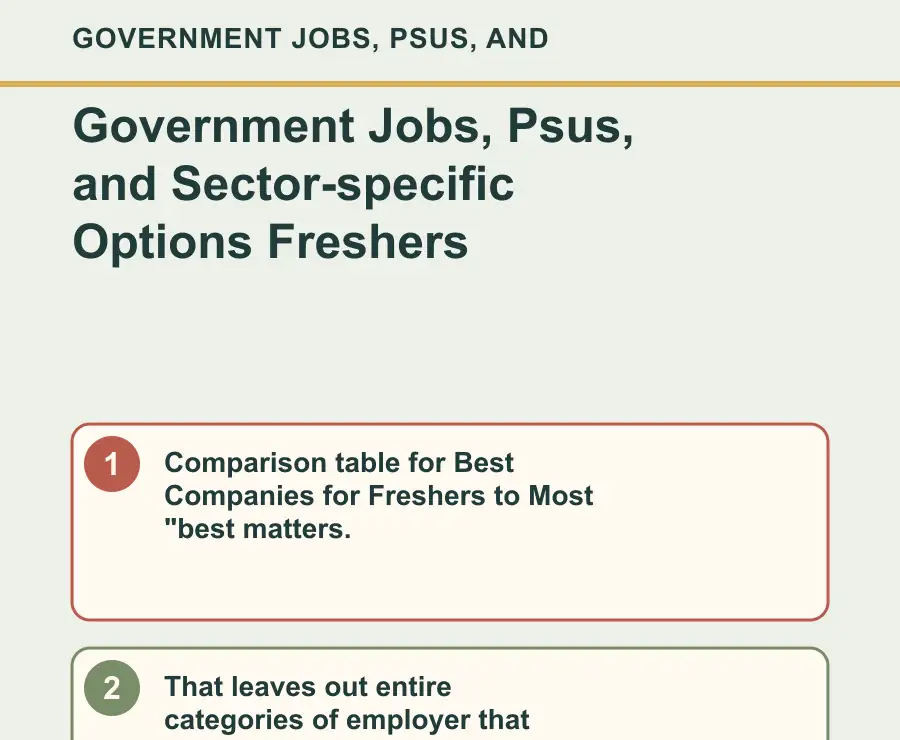 GOVERNMENT JOBS, PSUS, AND
Government Jobs, Psus,
and Sector-specific
Options Freshers
1
Comparison table for Best
Companies for Freshers to Most
"best matters.
2
That leaves out entire
categories of employer that